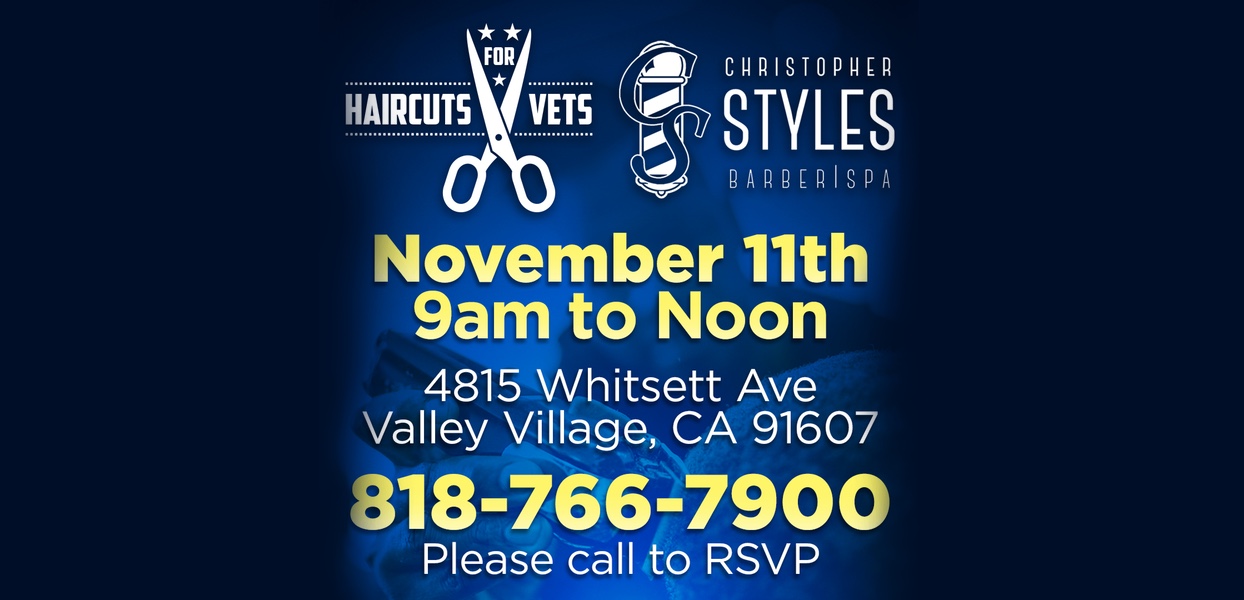 FOR
HAIRCUTS VETS
CHRISTOPHER
STYLES
BARBER|SPA
November 11th
9am to Noon
4815 Whitsett Ave
Valley Village, CA 91607
818-766-7900
Please call to RSVP